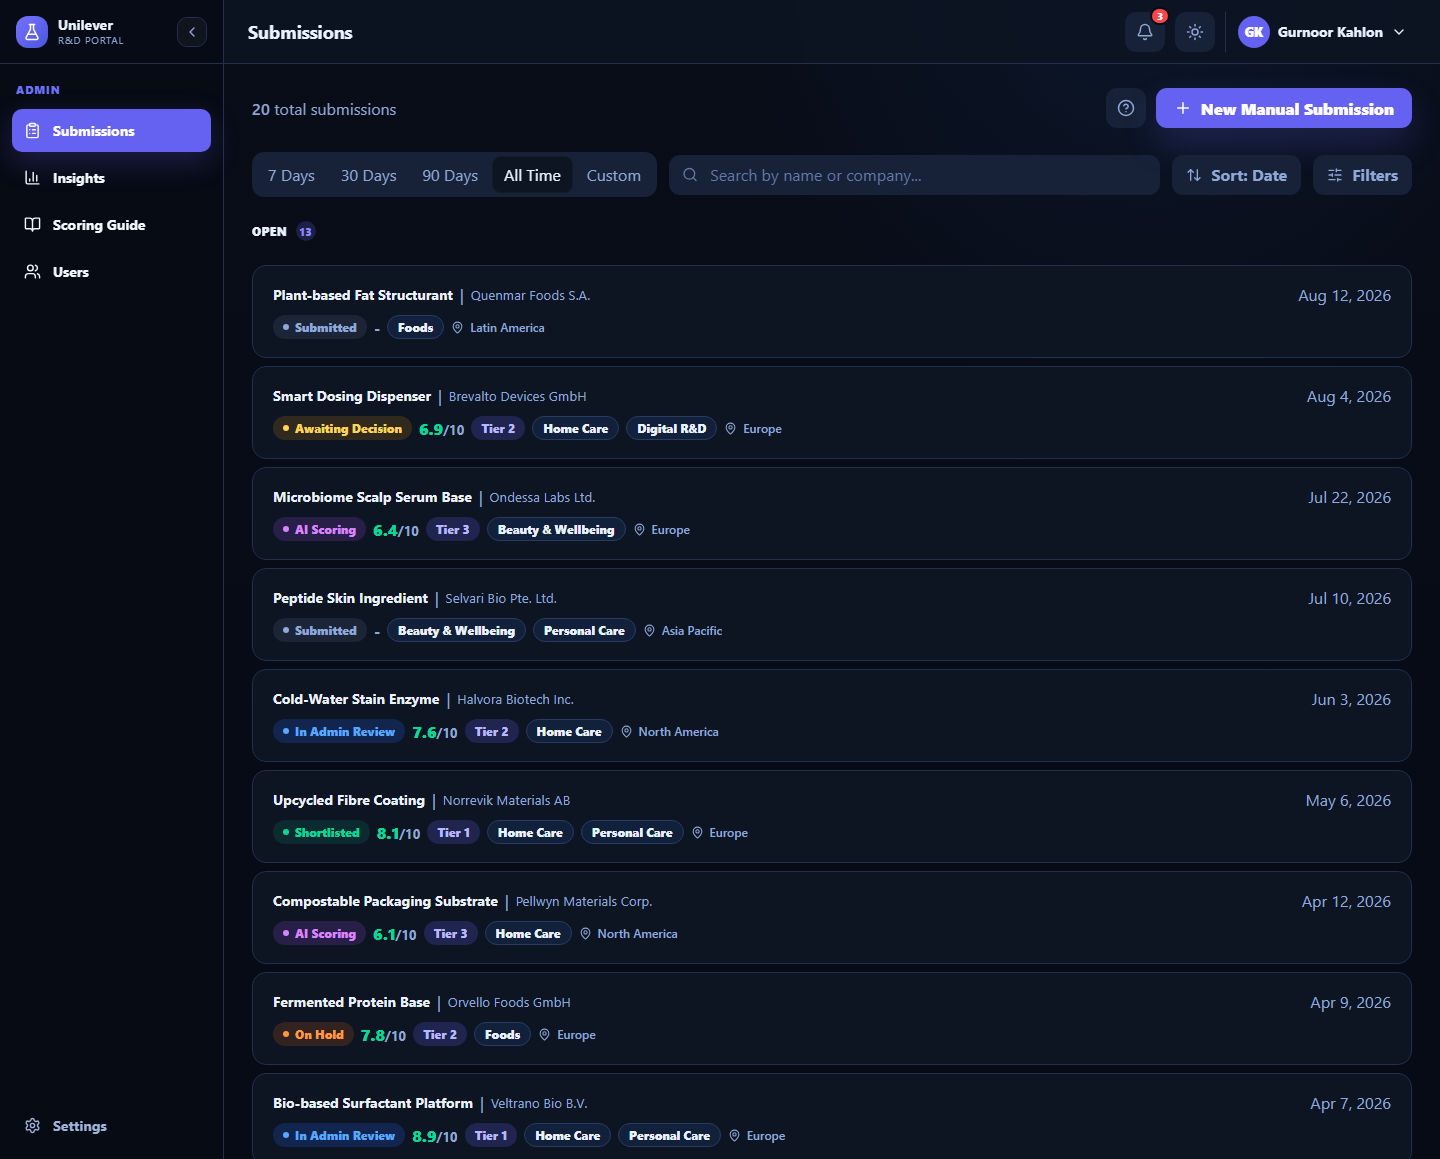 Unilever
R&D PORTAL
ADMIN
Submissions
Insights
Scoring Guide
Users
Settings
Submissions
3
GK Gurnoor Kahlon
20 total submissions
New Manual Submission
7 Days 30 Days 90 Days All Time Custom
Search by name or company...
Sort: Date
Filters
OPEN 13
Plant-based Fat Structurant | Quenmar Foods S.A.
Aug 12, 2026
Submitted - Foods Latin America
Smart Dosing Dispenser | Brevalto Devices GmbH
Aug 4, 2026
Awaiting Decision 6.9/10 Tier 2 Home Care Digital R&D Europe
Microbiome Scalp Serum Base | Ondessa Labs Ltd.
Jul 22, 2026
AI Scoring 6.4/10 Tier 3 Beauty & Wellbeing Europe
Peptide Skin Ingredient | Selvari Bio Pte. Ltd.
Jul 10, 2026
Submitted - Beauty & Wellbeing Personal Care Asia Pacific
Cold-Water Stain Enzyme | Halvora Biotech Inc.
Jun 3, 2026
In Admin Review 7.6/10 Tier 2 Home Care North America
Upcycled Fibre Coating | Norrevik Materials AB
May 6, 2026
Shortlisted 8.1/10 Tier 1 Home Care Personal Care Europe
Compostable Packaging Substrate | Pellwyn Materials Corp.
Apr 12, 2026
AI Scoring 6.1/10 Tier 3 Home Care North America
Fermented Protein Base | Orvello Foods GmbH
Apr 9, 2026
On Hold 7.8/10 Tier 2 Foods Europe
Bio-based Surfactant Platform | Veltrano Bio B.V.
Apr 7, 2026
In Admin Review 8.9/10 Tier 1 Home Care Personal Care Europe